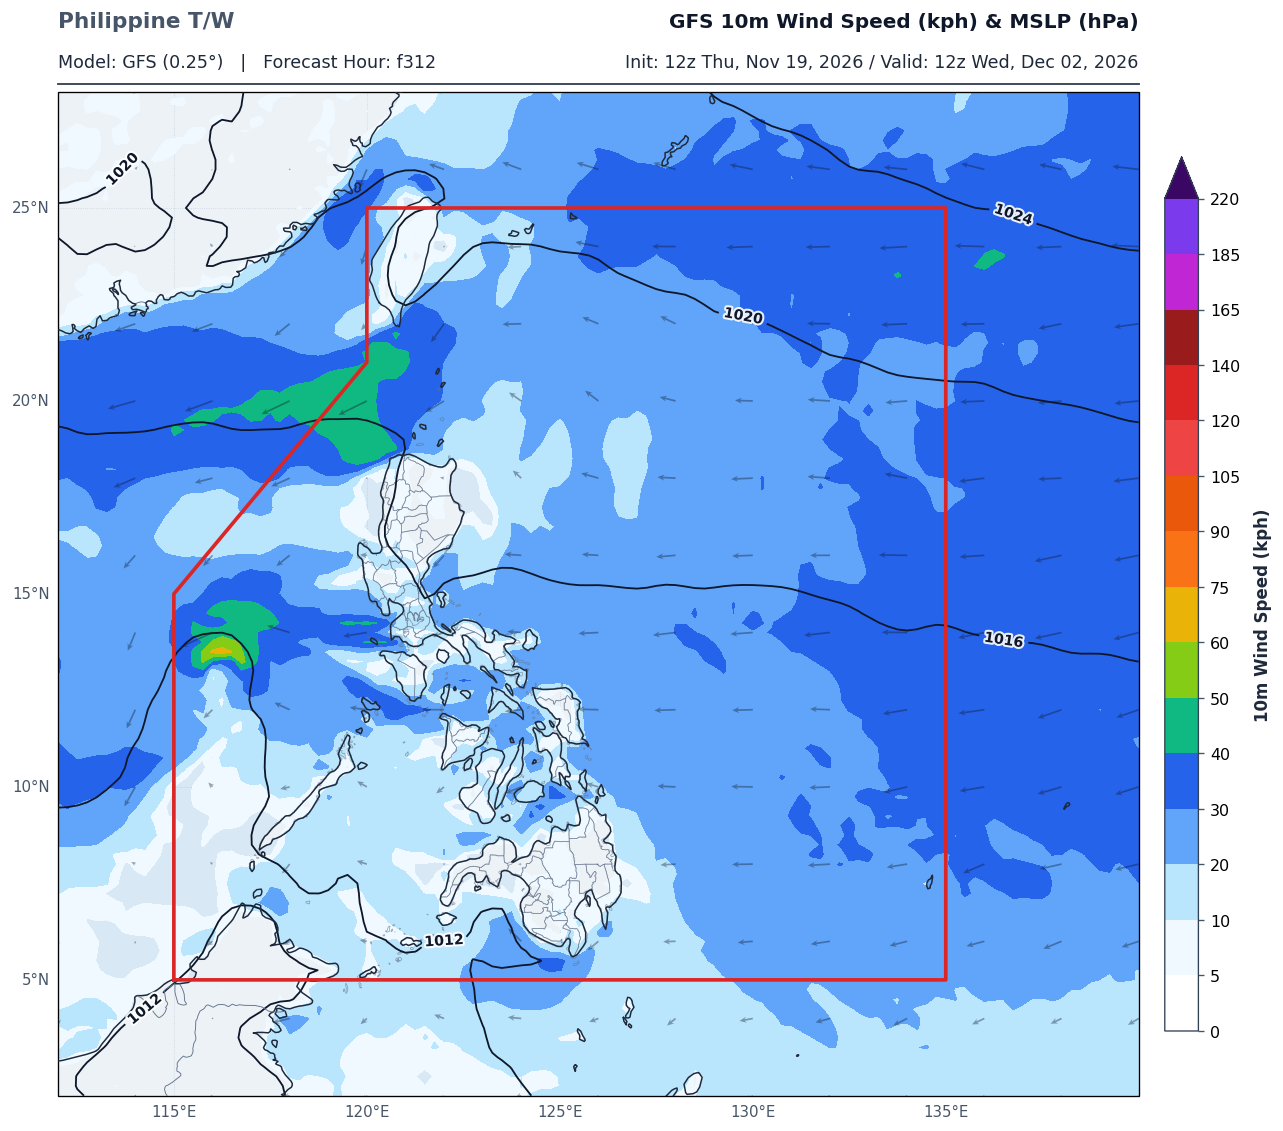 Philippine T/W
GFS 10m Wind Speed (kph) & MSLP (hPa)
Model: GFS (0.25°) | Forecast Hour: f312
Init: 12z Thu, Nov 19, 2026 / Valid: 12z Wed, Dec 02, 2026
1020
1024
1020
1016
1012
1012
25°N
20°N
15°N
10°N
5°N
115°E
120°E
125°E
130°E
135°E
220
185
165
140
120
105
90
75
60
50
40
30
20
10
5
0
10m Wind Speed (kph)